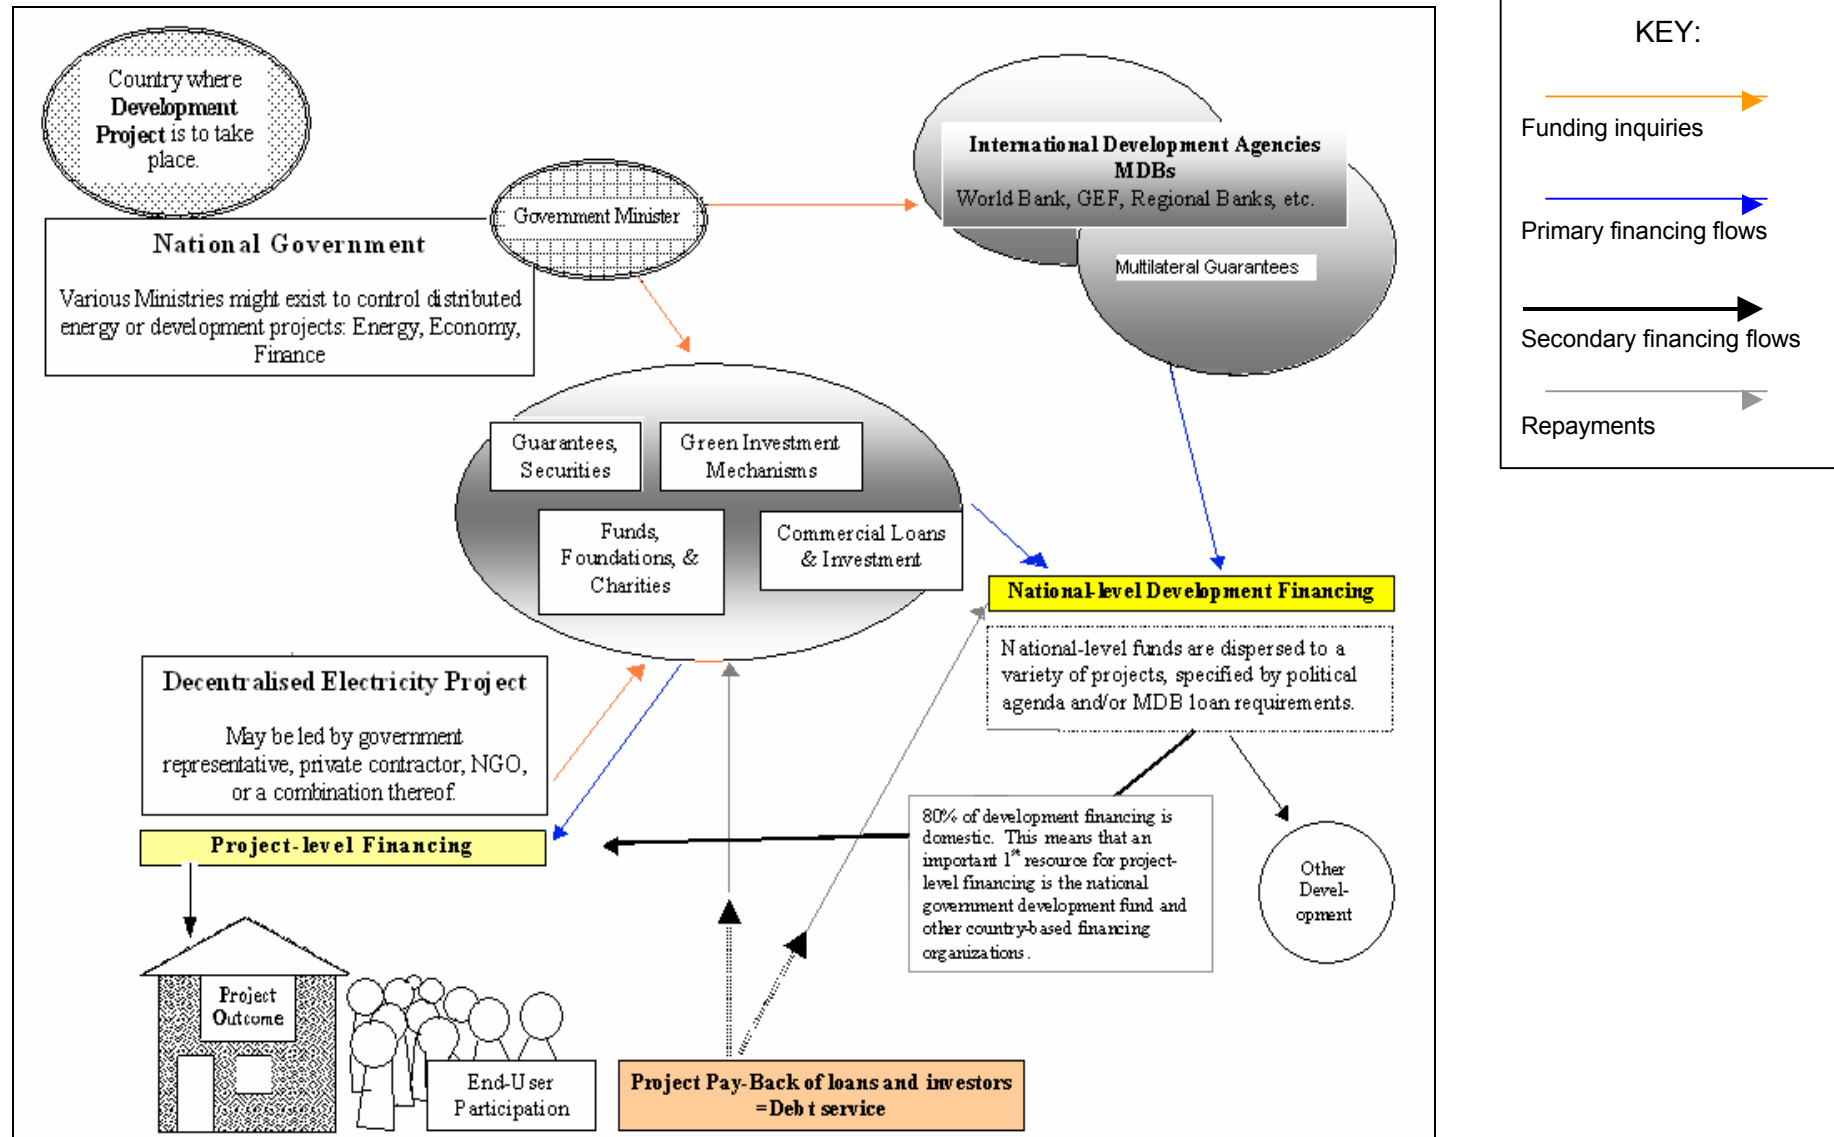 Country where
Development
Project is to take
place.
National Government
Various Ministries might exist to control distributed
energy or development projects: Energy, Economy,
Finance
Government Minister
International Development Agencies
MDBs
World Bank, GEF, Regional Banks, etc.
Multilateral Guarantees
Guarantees,
Securities
Green Investment
Mechanisms
Funds,
Foundations, &
Charities
Commercial Loans
& Investment
National-level Development Financing
National-level funds are dispersed to a
variety of projects, specified by political
agenda and/or MDB loan requirements.
Decentralised Electricity Project
May be led by government
representative, private contractor, NGO,
or a combination thereof.
Project-level Financing
80% of development financing is
domestic. This means that an
important 1st resource for project-
level financing is the national
government development fund and
other country-based financing
organizations.
Other
Devel-
opment
Project
Outcome
End-User
Participation
Project Pay-Back of loans and investors
=Debt service
KEY:
Funding inquiries
Primary financing flows
Secondary financing flows
Repayments